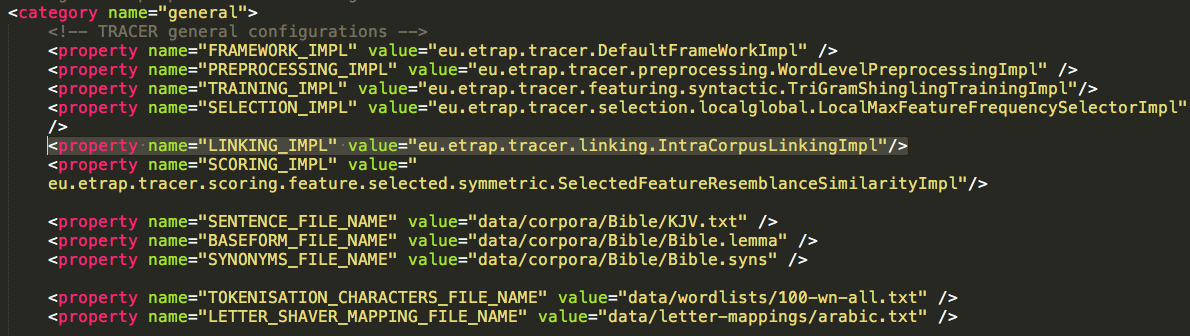 <category name="general">
<!-- TRACER general configurations -->
<property name="FRAMEWORK_IMPL" value="eu.etrap.tracer.DefaultFrameWorkImpl" />
<property name="PREPROCESSING_IMPL" value="eu.etrap.tracer.preprocessing.WordLevelPreprocessingImpl" />
<property name="TRAINING_IMPL" value="eu.etrap.tracer.featuring.syntactic.TriGramShinglingTrainingImpl"/>
<property name="SELECTION_IMPL" value="eu.etrap.tracer.selection.localglobal.LocalMaxFeatureFrequencySelectorImpl"
/>
<property name="LINKING_IMPL" value="eu.etrap.tracer.linking.IntraCorpusLinkingImpl"/>
<property name="SCORING_IMPL" value="
eu.etrap.tracer.scoring.feature.selected.symmetric.SelectedFeatureResemblanceSimilarityImpl"/>
<property name="SENTENCE_FILE_NAME" value="data/corpora/Bible/KJV.txt" />
<property name="BASEFORM_FILE_NAME" value="data/corpora/Bible/Bible.lemma" />
<property name="SYNONYMS_FILE_NAME" value="data/corpora/Bible/Bible.syns" />
<property name="TOKENISATION_CHARACTERS_FILE_NAME" value="data/wordlists/100-wn-all.txt" />
<property name="LETTER_SHAVER_MAPPING_FILE_NAME" value="data/letter-mappings/arabic.txt" />